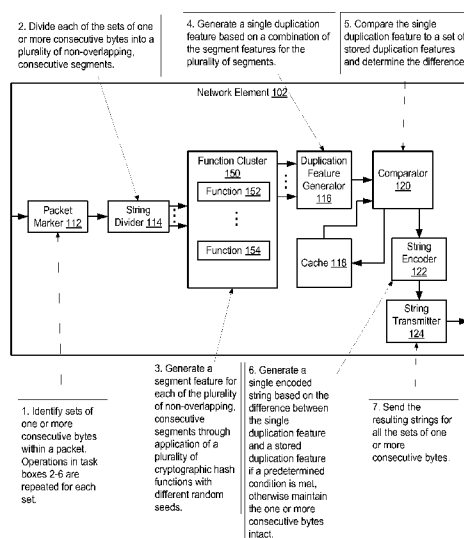 2. Divide each of the sets of one
or more consecutive bytes into a
plurality of non-overlapping,
consecutive segments.
4. Generate a single duplication
feature based on a combination of
the segment features for the
plurality of segments.
5. Compare the single
duplication feature to a set of
stored duplication features
and determine the difference
Network Element 102
Packet
Marker 112
String
Divider 114
Function Cluster
150
Function 152
Function 154
Duplication
Feature
Generator
116
Comparator
120
Cache 118
String
Encoder
122
String
Transmitter
124
1. Identify sets of
one or more
consecutive bytes
within a packet.
Operations in task
boxes 2-6 are
repeated for each
set.
3. Generate a
segment feature for
each of the plurality
of non-overlapping,
consecutive
segments through
application of a
plurality of
cryptographic hash
functions with
different random
seeds.
6. Generate a
single encoded
string based on the
difference between
the single
duplication feature
and a stored
duplication feature
if a predetermined
condition is met,
otherwise maintain
the one or more
consecutive bytes
intact.
7. Send the
resulting strings for
all the sets of one
or more
consecutive bytes.